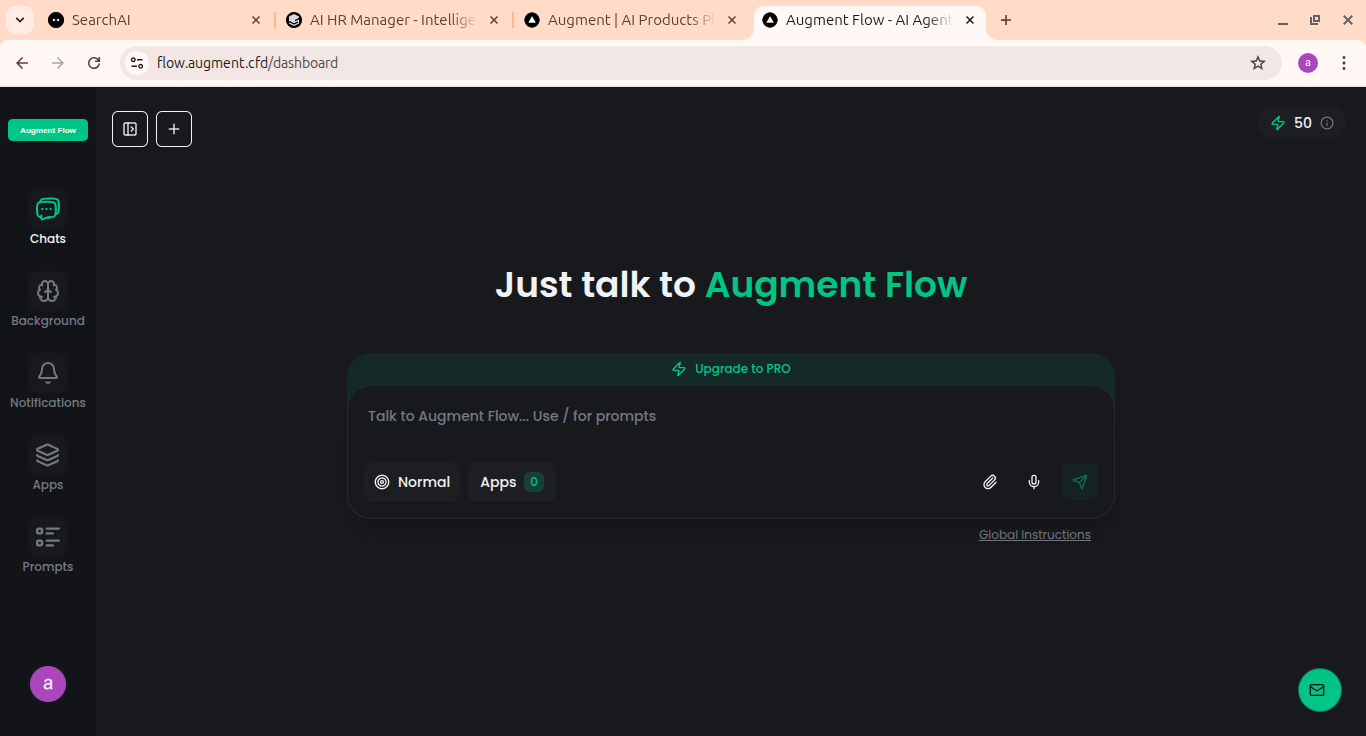 SearchAI
AI HR Manager - Intellige
Augment | AI Products Pl
Augment Flow - AI Agent
flow.augment.cfd/dashboard
a
Augment Flow
50
Chats
Background
Notifications
Apps
Prompts
a
Just talk to Augment Flow
Upgrade to PRO
Talk to Augment Flow... Use / for prompts
Normal
Apps 0
Global Instructions